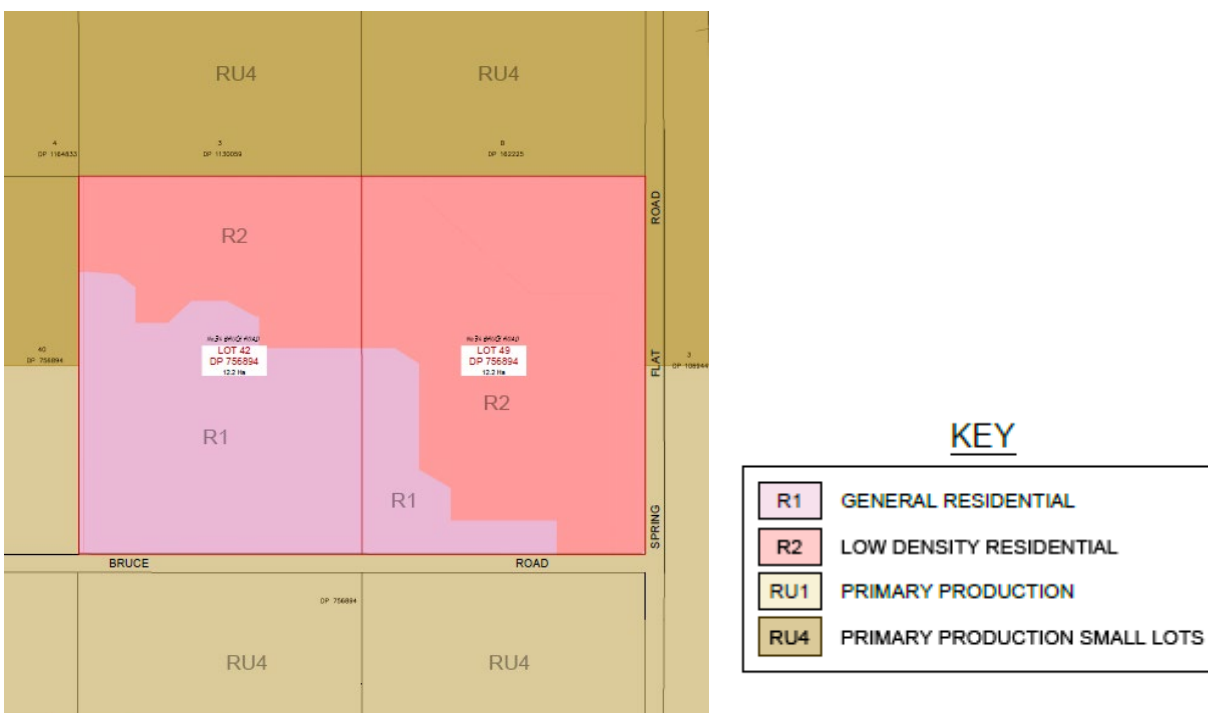 RU4
RU4
4
DP 1164833
3
DP 1130059
8
DP 162225
ROAD
R2
LOT 42
DP 756894
12.2 Ha
LOT 49
DP 756894
12.2 Ha
40
DP 756894
FLAT
3
R2
R1
R1
SPRING
BRUCE
ROAD
DP 756894
RU4
RU4
KEY
R1 GENERAL RESIDENTIAL
R2 LOW DENSITY RESIDENTIAL
RU1 PRIMARY PRODUCTION
RU4 PRIMARY PRODUCTION SMALL LOTS